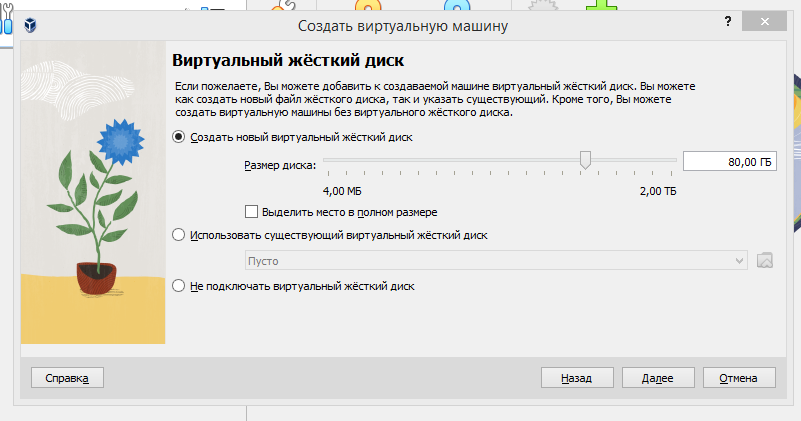 Создать виртуальную машину
?
Виртуальный жёсткий диск
Если пожелаете, Вы можете добавить к создаваемой машине виртуальный жёсткий диск. Вы можете
как создать новый файл жёсткого диска, так и указать существующий. Кроме того, Вы можете
создать виртуальную машину без виртуального жёсткого диска.
Создать новый виртуальный жёсткий диск
Размер диска:
80,00 ГБ
4,00 МБ
2,00 ТБ
Выделить место в полном размере
Использовать существующий виртуальный жёсткий диск
Пусто
Не подключать виртуальный жёсткий диск
Справка
Назад
Далее
Отмена